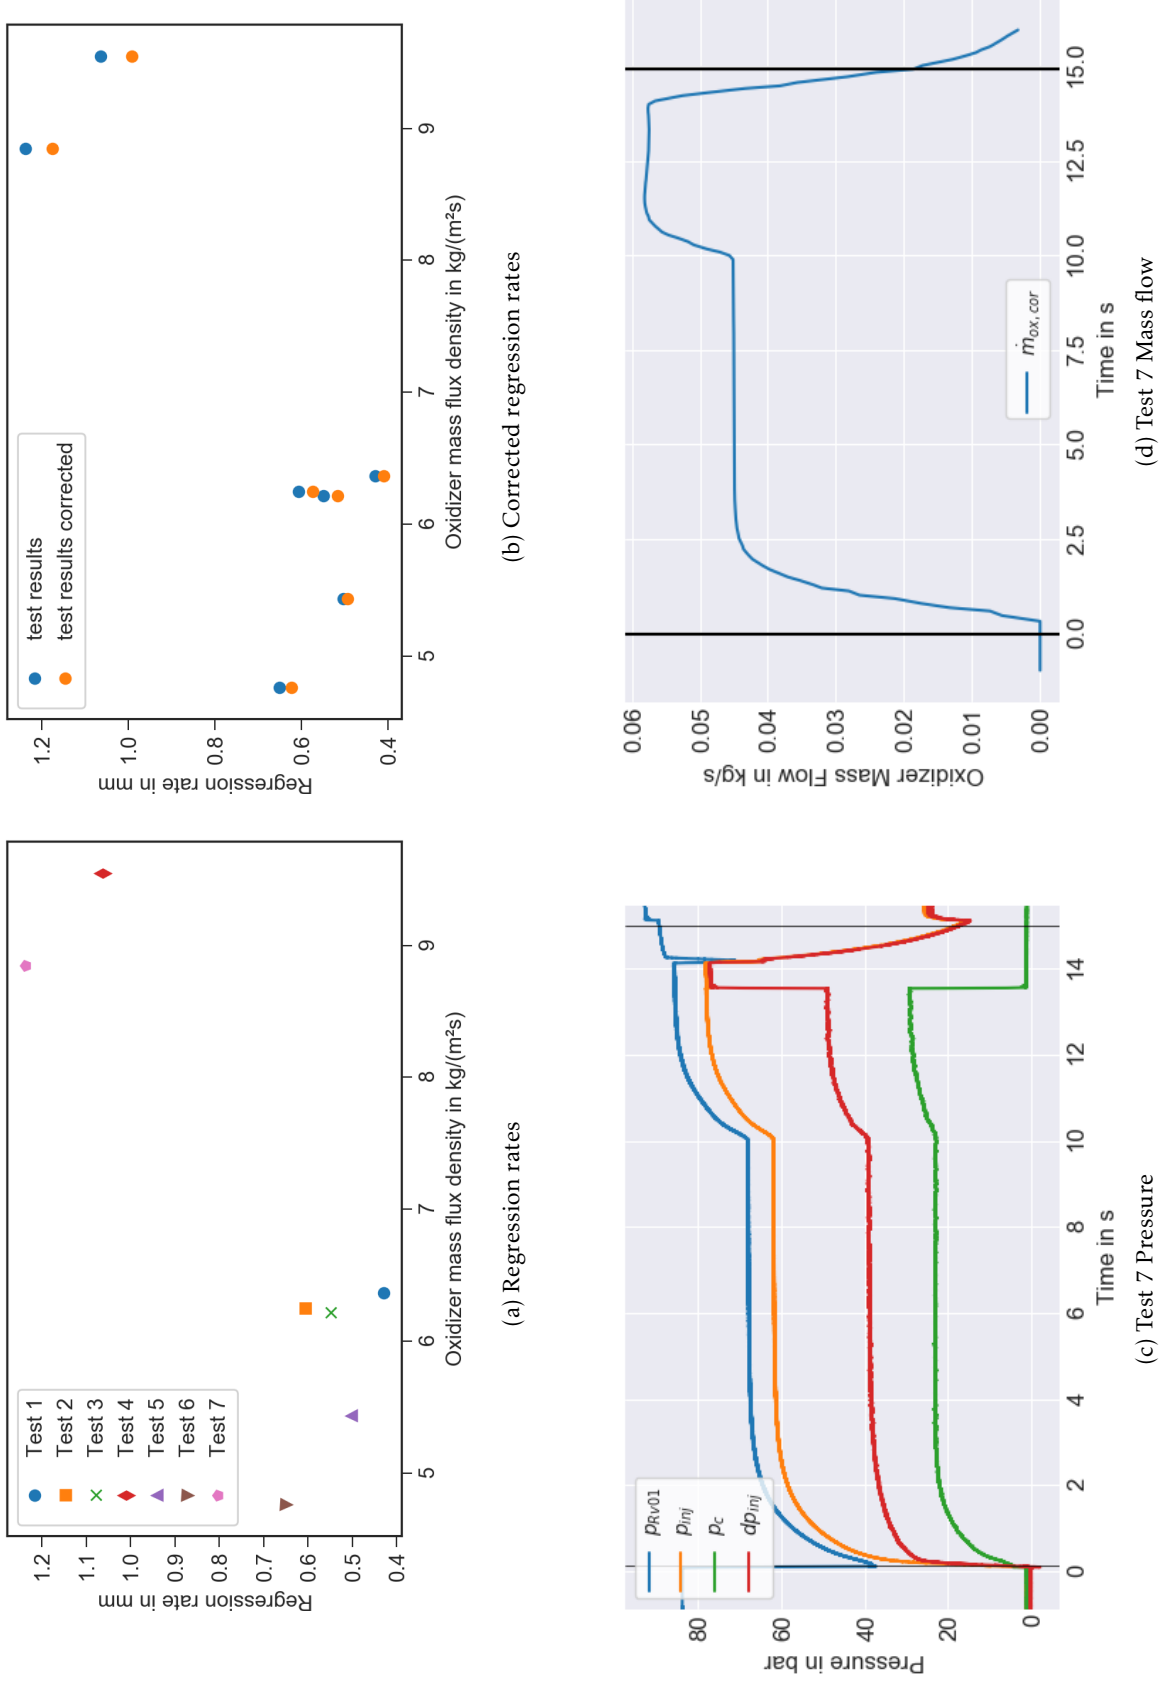 Regression rate in mm
1.2
1.1
1.0
0.9
0.8
0.7
0.6
0.5
0.4
Test 1
Test 2
Test 3
Test 4
Test 5
Test 6
Test 7
5 6 7 8 9
Oxidizer mass flux density in kg/(m²s)
(a) Regression rates
Regression rate in mm
1.2
1.0
0.8
0.6
0.4
test results
test results corrected
5 6 7 8 9
Oxidizer mass flux density in kg/(m²s)
(b) Corrected regression rates
Pressure in bar
80
60
40
20
0
pRv01
pinj
pc
dpinj
0 2 4 6 8 10 12 14
Time in s
(c) Test 7 Pressure
Oxidizer Mass Flow in kg/s
0.06
0.05
0.04
0.03
0.02
0.01
0.00
ṁox, cor
0.0 2.5 5.0 7.5 10.0 12.5 15.0
Time in s
(d) Test 7 Mass flow